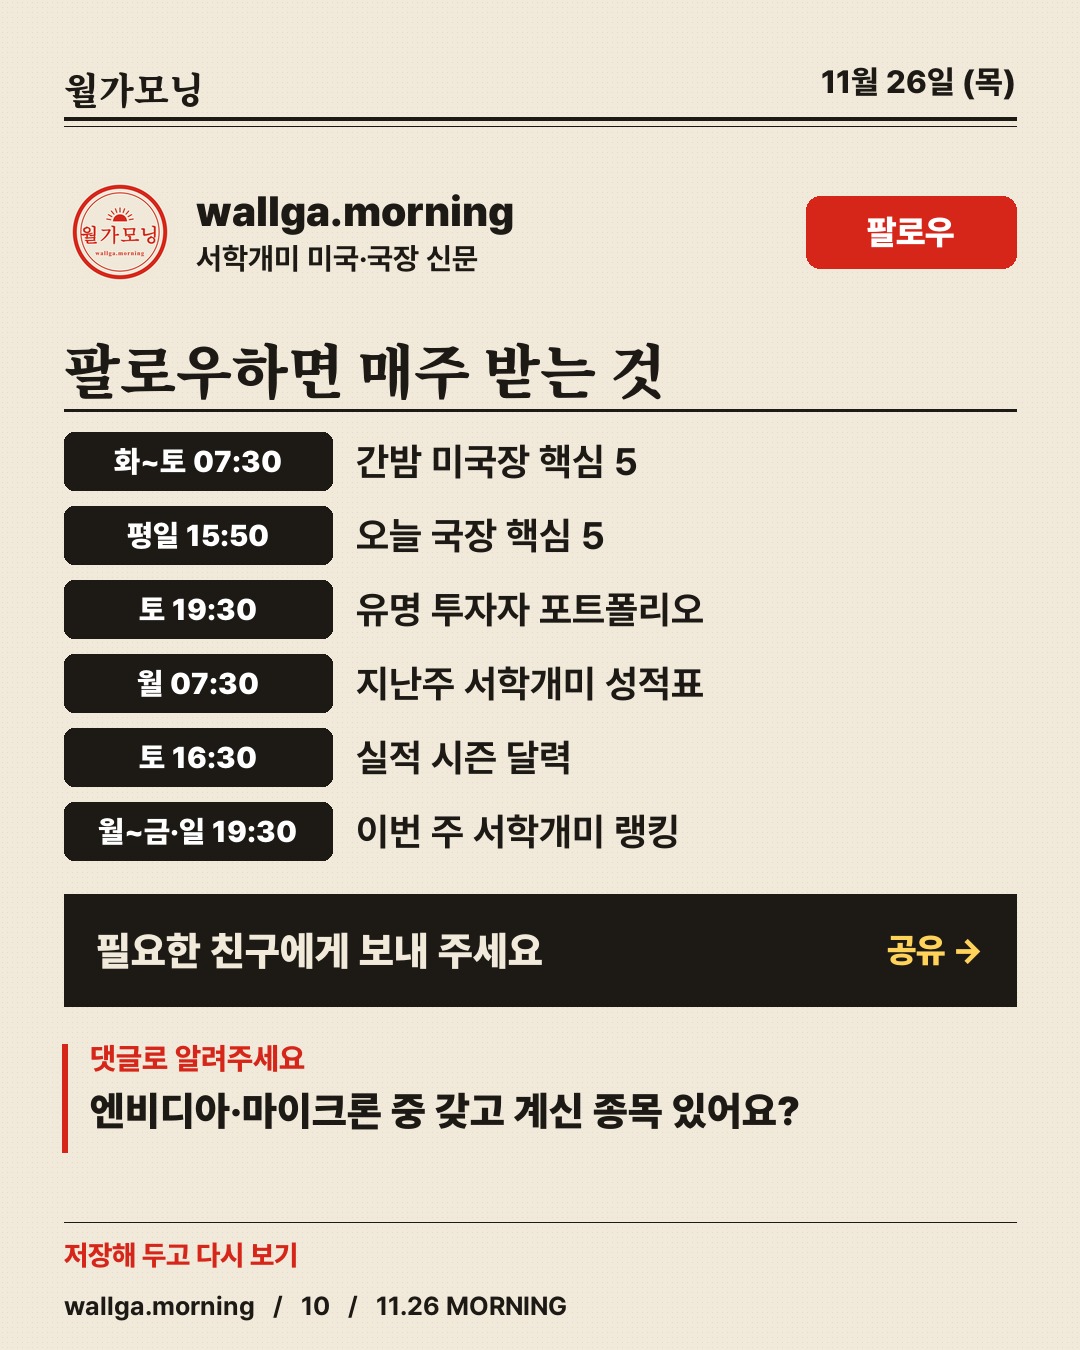 월가모닝
11월 26일 (목)
월가모닝
wallga.morning
wallga.morning
서학개미 미국·국장 신문
팔로우
팔로우하면 매주 받는 것
화~토 07:30 간밤 미국장 핵심 5
평일 15:50 오늘 국장 핵심 5
토 19:30 유명 투자자 포트폴리오
월 07:30 지난주 서학개미 성적표
토 16:30 실적 시즌 달력
월~금·일 19:30 이번 주 서학개미 랭킹
필요한 친구에게 보내 주세요 공유 →
댓글로 알려주세요
엔비디아·마이크론 중 갖고 계신 종목 있어요?
저장해 두고 다시 보기
wallga.morning / 10 / 11.26 MORNING